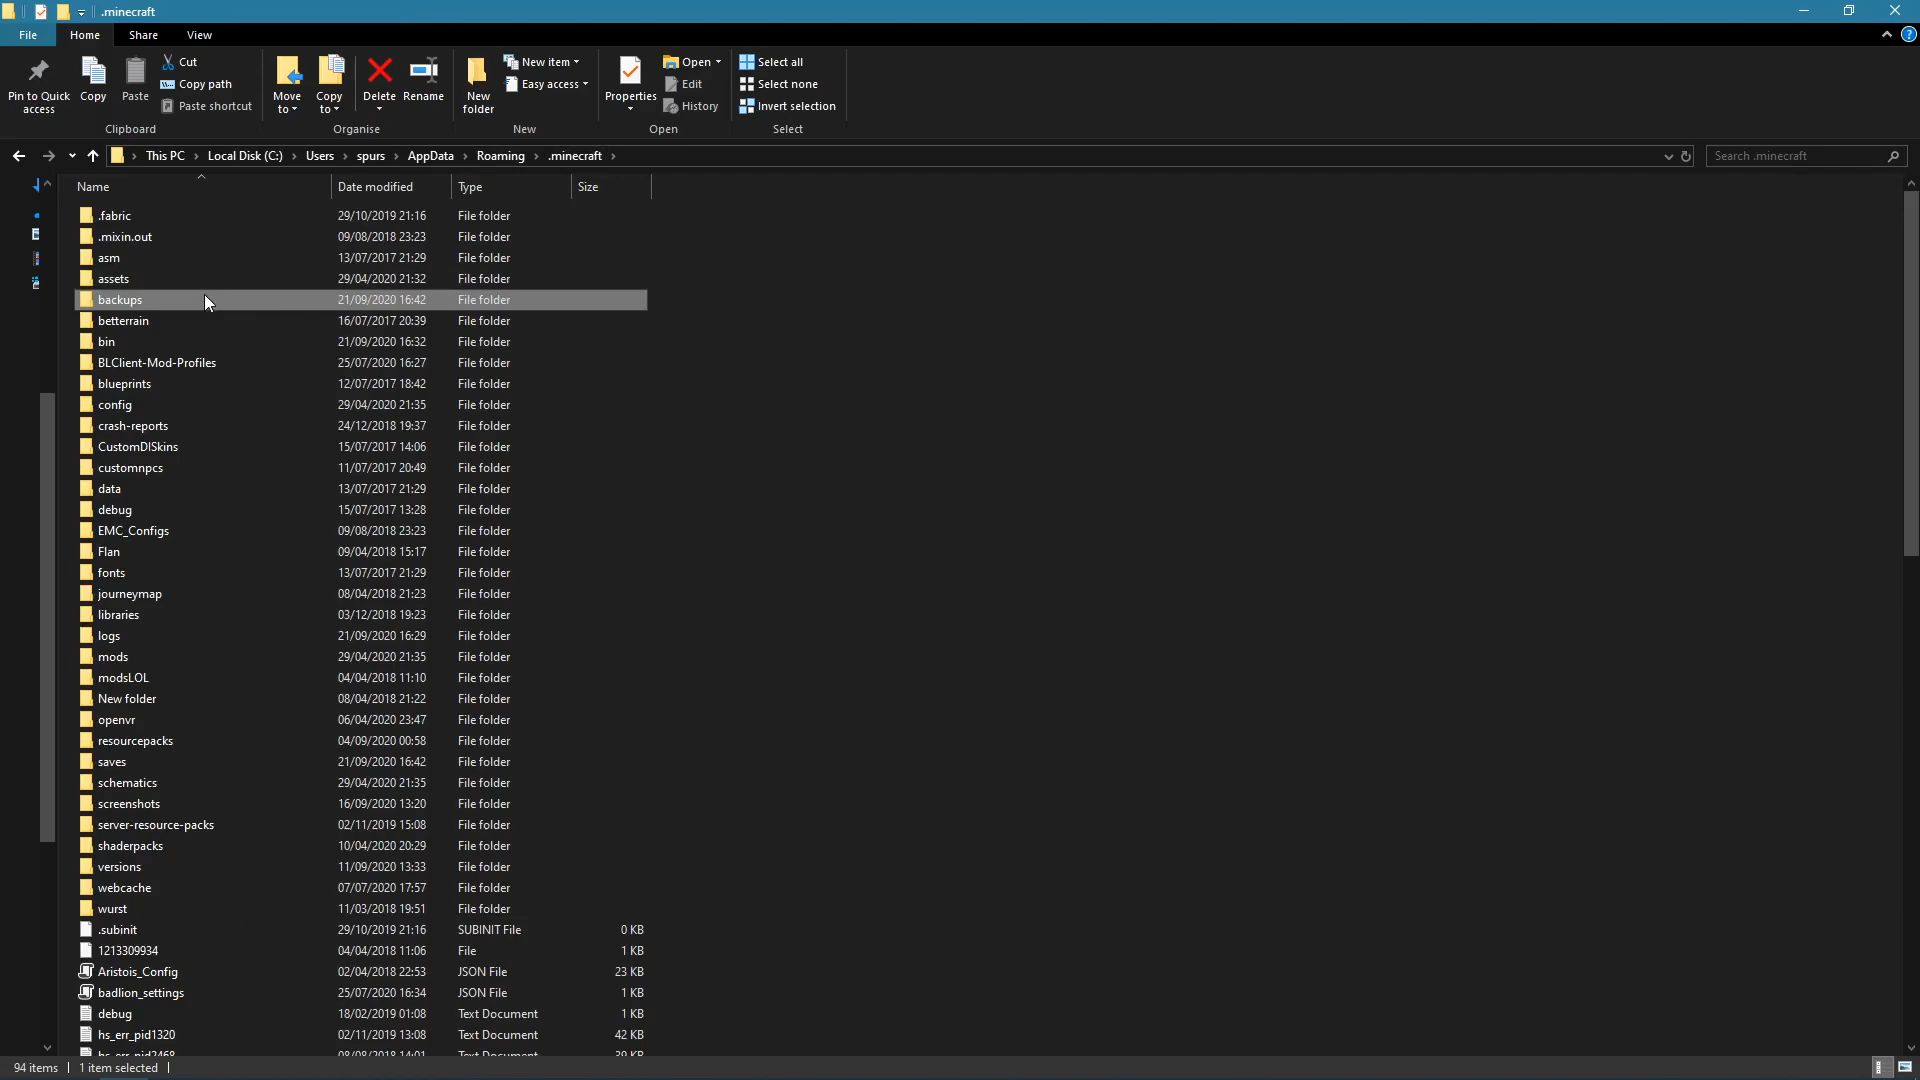 .minecraft
File Home Share View
Pin to Quick access
Copy
Paste
Cut
Copy path
Paste shortcut
Clipboard
Move to
Copy to
Delete
Rename
Organise
New folder
New item
Easy access
New
Properties
Open
Edit
History
Open
Select all
Select none
Invert selection
Select
This PC › Local Disk (C:) › Users › spurs › AppData › Roaming › .minecraft ›
Search .minecraft
Name Date modified Type Size
.fabric 29/10/2019 21:16 File folder
.mixin.out 09/08/2018 23:23 File folder
asm 13/07/2017 21:29 File folder
assets 29/04/2020 21:32 File folder
backups 21/09/2020 16:42 File folder
betterrain 16/07/2017 20:39 File folder
bin 21/09/2020 16:32 File folder
BLClient-Mod-Profiles 25/07/2020 16:27 File folder
blueprints 12/07/2017 18:42 File folder
config 29/04/2020 21:35 File folder
crash-reports 24/12/2018 19:37 File folder
CustomDISkins 15/07/2017 14:06 File folder
customnpcs 11/07/2017 20:49 File folder
data 13/07/2017 21:29 File folder
debug 15/07/2017 13:28 File folder
EMC_Configs 09/08/2018 23:23 File folder
Flan 09/04/2018 15:17 File folder
fonts 13/07/2017 21:29 File folder
journeymap 08/04/2018 21:23 File folder
libraries 03/12/2018 19:23 File folder
logs 21/09/2020 16:29 File folder
mods 29/04/2020 21:35 File folder
modsLOL 04/04/2018 11:10 File folder
New folder 08/04/2018 21:22 File folder
openvr 06/04/2020 23:47 File folder
resourcepacks 04/09/2020 00:58 File folder
saves 21/09/2020 16:42 File folder
schematics 29/04/2020 21:35 File folder
screenshots 16/09/2020 13:20 File folder
server-resource-packs 02/11/2019 15:08 File folder
shaderpacks 10/04/2020 20:29 File folder
versions 11/09/2020 13:33 File folder
webcache 07/07/2020 17:57 File folder
wurst 11/03/2018 19:51 File folder
.subinit 29/10/2019 21:16 SUBINIT File 0 KB
1213309934 04/04/2018 11:06 File 1 KB
Aristois_Config 02/04/2018 22:53 JSON File 23 KB
badlion_settings 25/07/2020 16:34 JSON File 1 KB
debug 18/02/2019 01:08 Text Document 1 KB
hs_err_pid1320 02/11/2019 13:08 Text Document 42 KB
hs_err_pid2468 08/08/2018 14:01 Text Document 39 KB
94 items 1 item selected